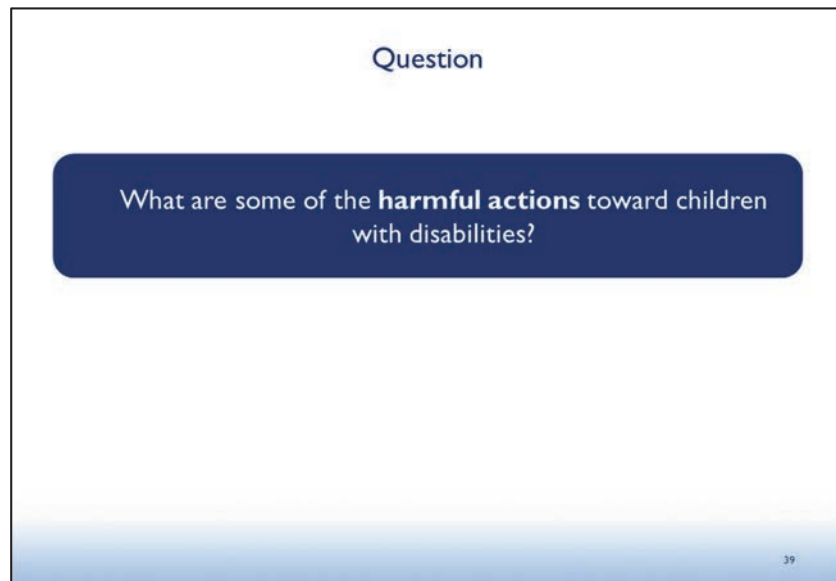 Question
What are some of the harmful actions toward children
with disabilities?
39